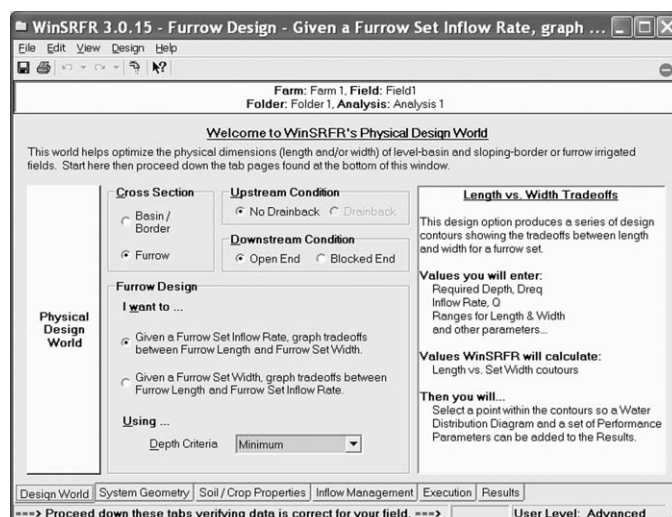 WinSRFR 3.0.15 - Furrow Design - Given a Furrow Set Inflow Rate, graph ...
File Edit View Design Help
Farm: Farm 1, Field: Field1
Folder: Folder 1, Analysis: Analysis 1
Welcome to WinSRFR's Physical Design World
This world helps optimize the physical dimensions (length and/or width) of level-basin and sloping-border or furrow irrigated
fields. Start here then proceed down the tab pages found at the bottom of this window.
Physical
Design
World
Cross Section
Basin /
Border
Furrow
Upstream Condition
No Drainback Drainback
Downstream Condition
Open End Blocked End
Furrow Design
I want to ...
Given a Furrow Set Inflow Rate, graph tradeoffs
between Furrow Length and Furrow Set Width.
Given a Furrow Set Width, graph tradeoffs between
Furrow Length and Furrow Set Inflow Rate.
Using ...
Depth Criteria Minimum
Length vs. Width Tradeoffs
This design option produces a series of design
contours showing the tradeoffs between length
and width for a furrow set.
Values you will enter:
Required Depth, Dreq
Inflow Rate, Q
Ranges for Length & Width
and other parameters...
Values WinSRFR will calculate:
Length vs. Set Width coutours
Then you will...
Select a point within the contours so a Water
Distribution Diagram and a set of Performance
Parameters can be added to the Results.
Design World System Geometry Soil / Crop Properties Inflow Management Execution Results
===> Proceed down these tabs verifying data is correct for your field. ===> User Level: Advanced